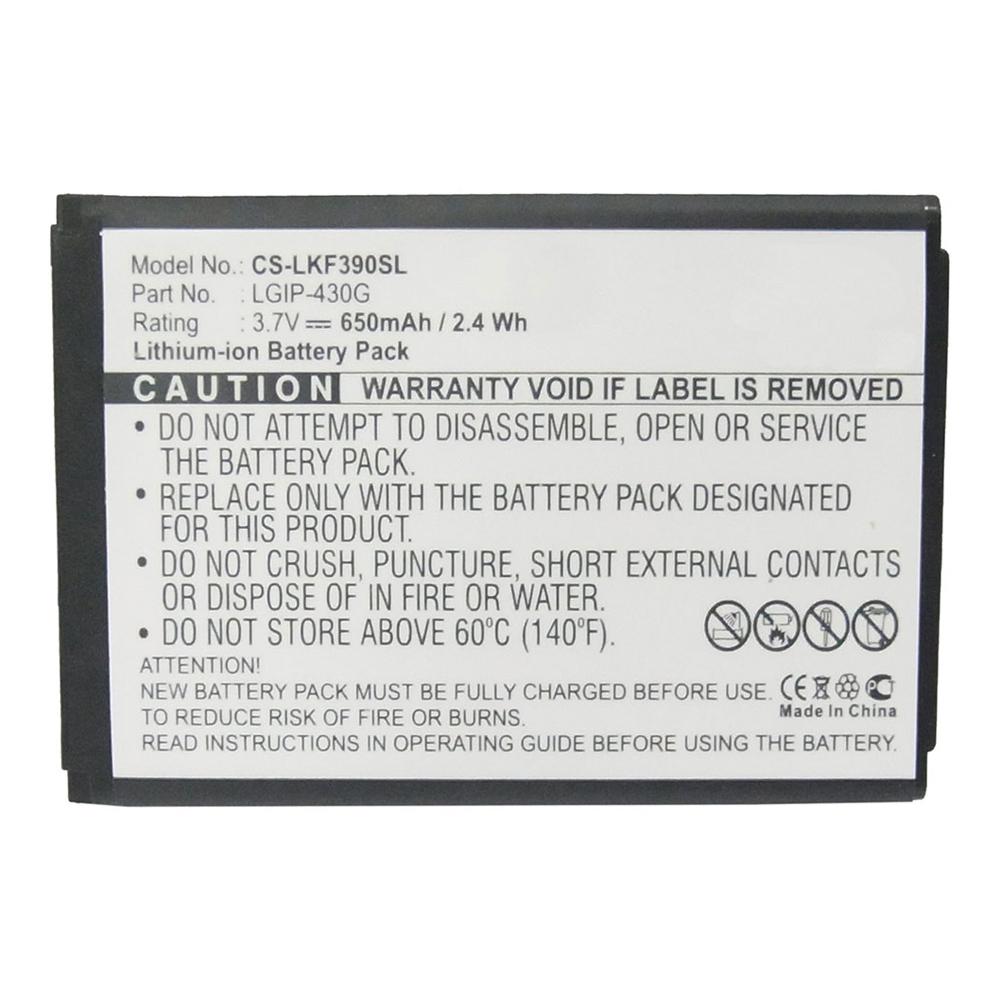 Model No.: CS-LKF390SL
Part No. : LGIP-430G
Rating : 3.7V 650mAh / 2.4 Wh
Lithium-ion Battery Pack
CAUTION WARRANTY VOID IF LABEL IS REMOVED
• DO NOT ATTEMPT TO DISASSEMBLE, OPEN OR SERVICE
THE BATTERY PACK.
• REPLACE ONLY WITH THE BATTERY PACK DESIGNATED
FOR THIS PRODUCT.
• DO NOT CRUSH, PUNCTURE, SHORT EXTERNAL CONTACTS
OR DISPOSE OF IN FIRE OR WATER.
• DO NOT STORE ABOVE 60°C (140°F).
ATTENTION!
NEW BATTERY PACK MUST BE FULLY CHARGED BEFORE USE. CE
TO REDUCE RISK OF FIRE OR BURNS. Made In China
READ INSTRUCTIONS IN OPERATING GUIDE BEFORE USING THE BATTERY.